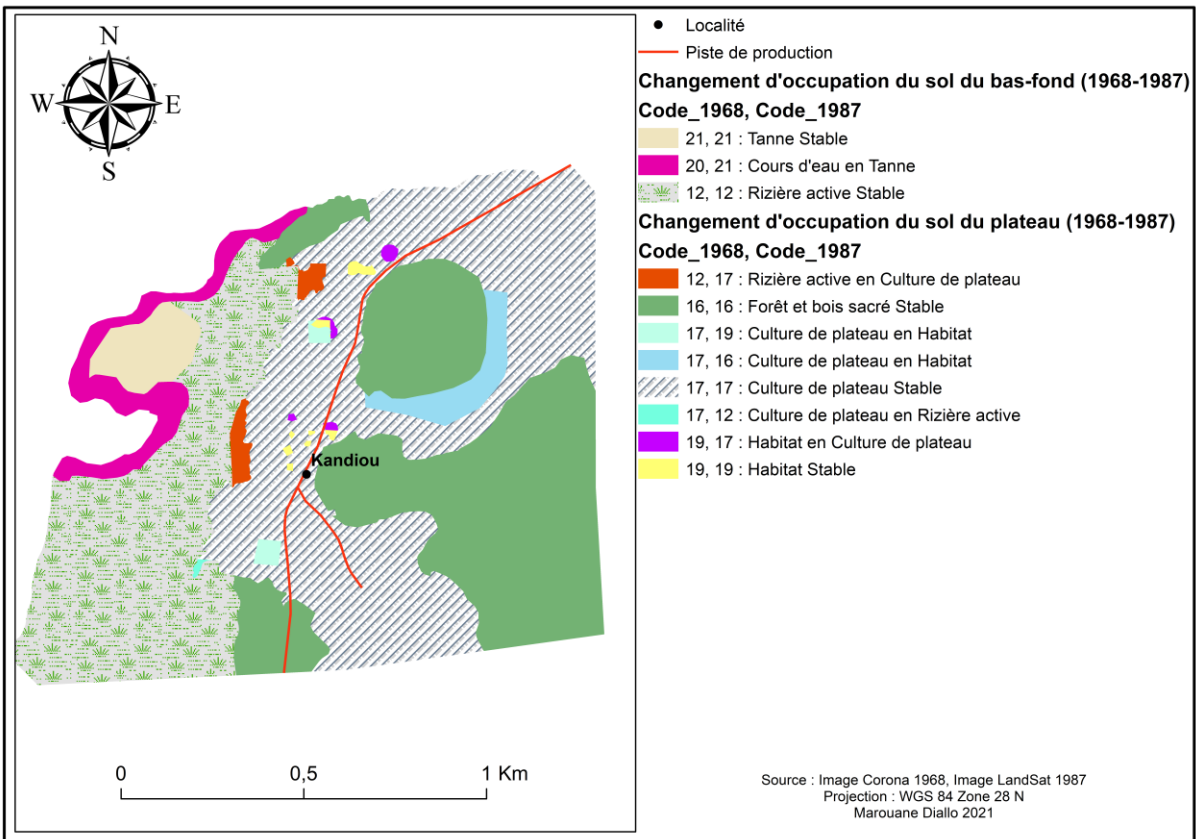 N
W
E
S
Kandiou
0
0,5
1 Km
Localité
Piste de production
Changement d'occupation du sol du bas-fond (1968-1987)
Code_1968, Code_1987
21, 21 : Tanne Stable
20, 21 : Cours d'eau en Tanne
12, 12 : Rizière active Stable
Changement d'occupation du sol du plateau (1968-1987)
Code_1968, Code_1987
12, 17 : Rizière active en Culture de plateau
16, 16 : Forêt et bois sacré Stable
17, 19 : Culture de plateau en Habitat
17, 16 : Culture de plateau en Habitat
17, 17 : Culture de plateau Stable
17, 12 : Culture de plateau en Rizière active
19, 17 : Habitat en Culture de plateau
19, 19 : Habitat Stable
Source : Image Corona 1968, Image LandSat 1987
Projection : WGS 84 Zone 28 N
Marouane Diallo 2021